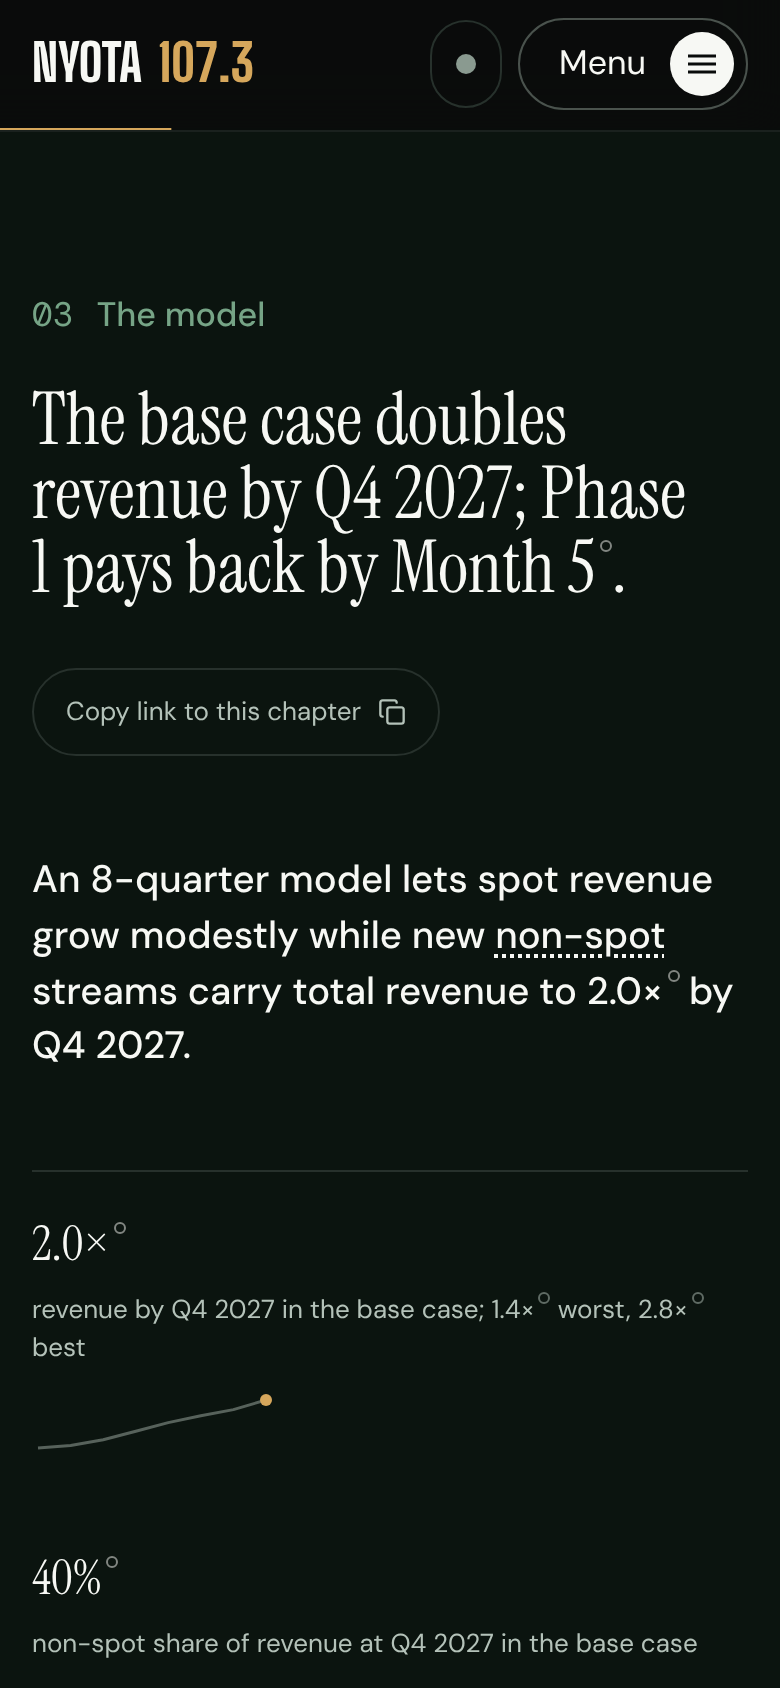 NYOTA 107.3
Menu
03 The model
The base case doubles
revenue by Q4 2027; Phase
1 pays back by Month 5°.
Copy link to this chapter
An 8-quarter model lets spot revenue
grow modestly while new non-spot
streams carry total revenue to 2.0×° by
Q4 2027.
2.0×°
revenue by Q4 2027 in the base case; 1.4×° worst, 2.8×°
best
40%°
non-spot share of revenue at Q4 2027 in the base case